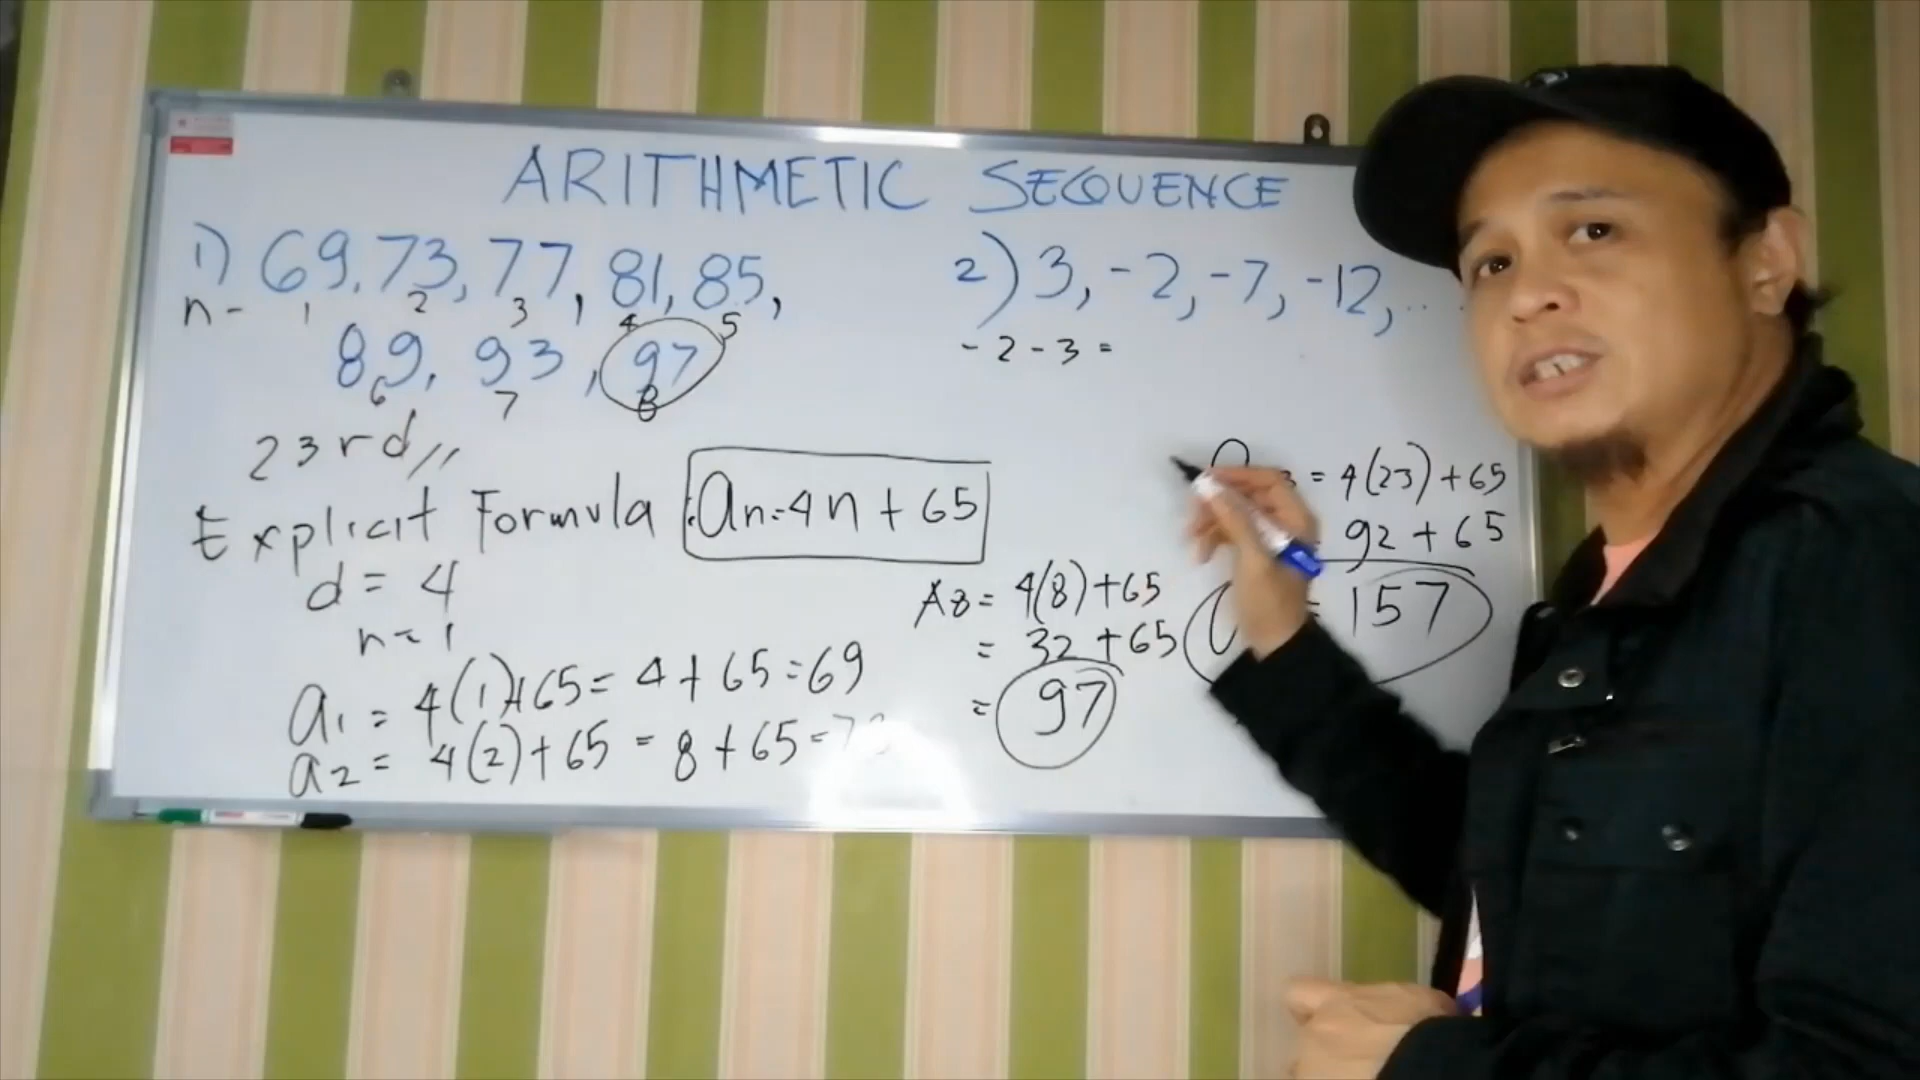 ARITHMETIC SEQUENCE
1) 69, 73, 77, 81, 85,
n- 1 2 3 4 5
89, 93, 97
6 7 8
23rd,,
Explicit Formula : an=4n+65
d = 4
n=1
a1 = 4(1)+65= 4+65=69
a2 = 4(2)+65 = 8+65=
2) 3, -2, -7, -12, ...
-2-3=
A8= 4(8)+65
= 32+65
= 97
= 4(23)+65
92+65
= 157